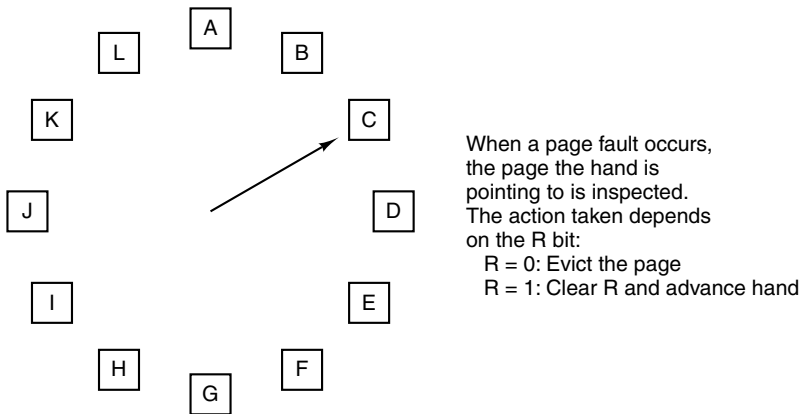 A
L
B
K
C
J
D
I
E
H
F
G
When a page fault occurs,
the page the hand is
pointing to is inspected.
The action taken depends
on the R bit:
R = 0: Evict the page
R = 1: Clear R and advance hand